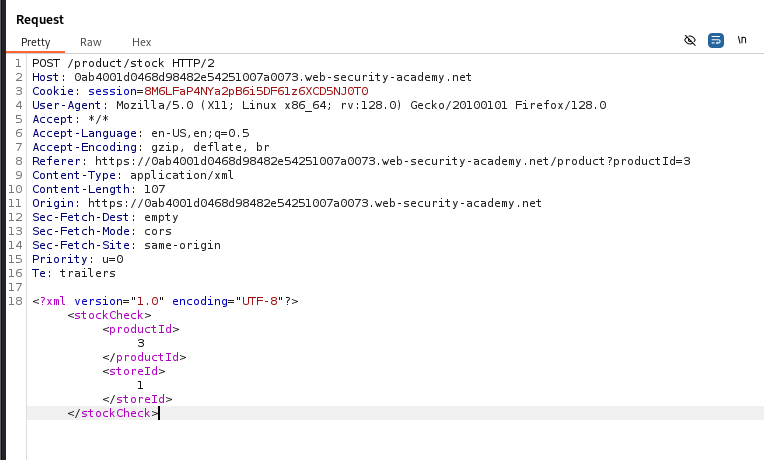 Request
Pretty Raw Hex
\n
1 POST /product/stock HTTP/2
2 Host: 0ab4001d0468d98482e54251007a0073.web-security-academy.net
3 Cookie: session=8M6LFaP4NYa2pB6i5DF61z6XCD5NJ0T0
4 User-Agent: Mozilla/5.0 (X11; Linux x86_64; rv:128.0) Gecko/20100101 Firefox/128.0
5 Accept: */*
6 Accept-Language: en-US,en;q=0.5
7 Accept-Encoding: gzip, deflate, br
8 Referer: https://0ab4001d0468d98482e54251007a0073.web-security-academy.net/product?productId=3
9 Content-Type: application/xml
10 Content-Length: 107
11 Origin: https://0ab4001d0468d98482e54251007a0073.web-security-academy.net
12 Sec-Fetch-Dest: empty
13 Sec-Fetch-Mode: cors
14 Sec-Fetch-Site: same-origin
15 Priority: u=0
16 Te: trailers
17
18 <?xml version="1.0" encoding="UTF-8"?>
<stockCheck>
<productId>
3
</productId>
<storeId>
1
</storeId>
</stockCheck>